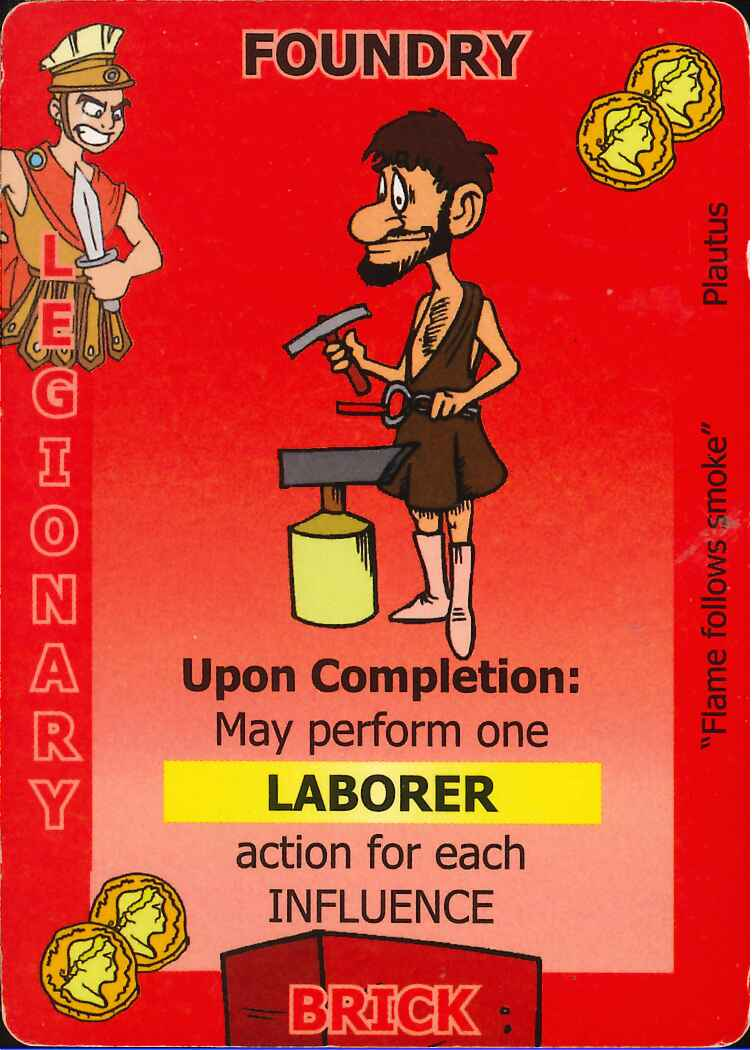 FOUNDRY
LEGIONARY
Plautus
"Flame follows smoke"
Upon Completion:
May perform one
LABORER
action for each
INFLUENCE
BRICK